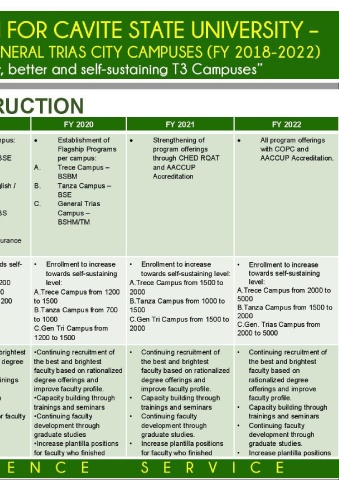 FOR CAVITE STATE UNIVERSITY –
NERAL TRIAS CITY CAMPUSES (FY 2018-2022)
, better and self-sustaining T3 Campuses"
RUCTION
FY 2020
FY 2021
FY 2022
mpus:
BSE
glish /
BS
urance
• Establishment of
Flagship Programs
per campus:
A. Trece Campus –
BSBM
B. Tanza Campus –
BSE
C. General Trias
Campus –
BSHM/TM
• Strengthening of
program offerings
through CHED RQAT
and AACCUP
Accreditation
• All program offerings
with COPC and
AACCUP Accreditation.
ds self-
200
200
• Enrollment to increase
towards self-sustaining
level:
A.Trece Campus from 1200
to 1500
B.Tanza Campus from 700
to 1000
C.Gen Tri Campus from
1200 to 1500
• Enrollment to increase
towards self-sustaining
level:
A.Trece Campus from 1500 to
2000
B.Tanza Campus from 1000 to
1500
C.Gen Tri Campus from 1500 to
2000
• Enrollment to increase
towards self-sustaining
level:
A.Trece Campus from 2000 to
5000
B.Tanza Campus from 1500 to
2000
C.Gen. Trias Campus from
2000 to 5000
brightest
degree
inings
r faculty
•Continuing recruitment of
the best and brightest
faculty based on rationalized
degree offerings and
improve faculty profile.
•Capacity building through
trainings and seminars
•Continuing faculty
development through
graduate studies
•Increase plantilla positions
for faculty who finished
• Continuing recruitment of
the best and brightest
faculty based on rationalized
degree offerings and
improve faculty profile.
• Capacity building through
trainings and seminars
• Continuing faculty
development through
graduate studies.
• Increase plantilla positions
for faculty who finished
• Continuing recruitment of
the best and brightest
faculty based on
rationalized degree
offerings and improve
faculty profile.
• Capacity building through
trainings and seminars
• Continuing faculty
development through
graduate studies.
• Increase plantilla positions
for faculty who finished
E N C E S E R V I C E